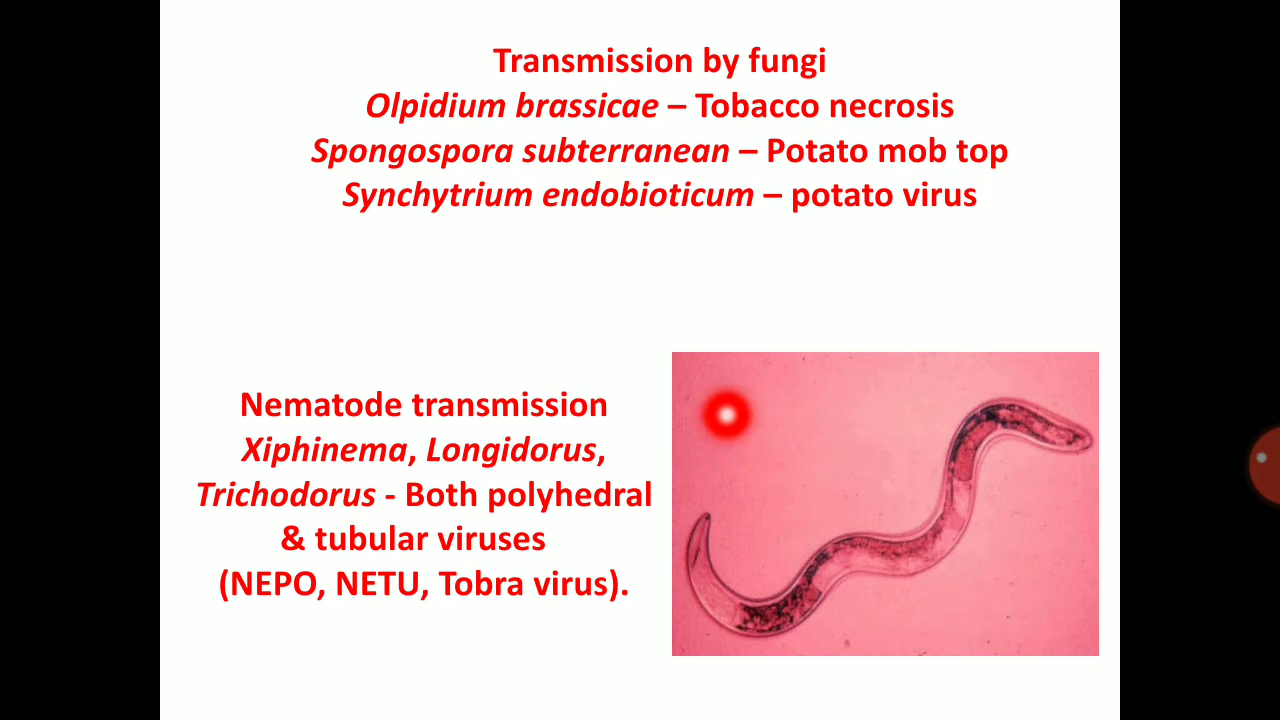 Transmission by fungi
Olpidium brassicae – Tobacco necrosis
Spongospora subterranean – Potato mob top
Synchytrium endobioticum – potato virus
Nematode transmission
Xiphinema, Longidorus,
Trichodorus - Both polyhedral
& tubular viruses
(NEPO, NETU, Tobra virus).